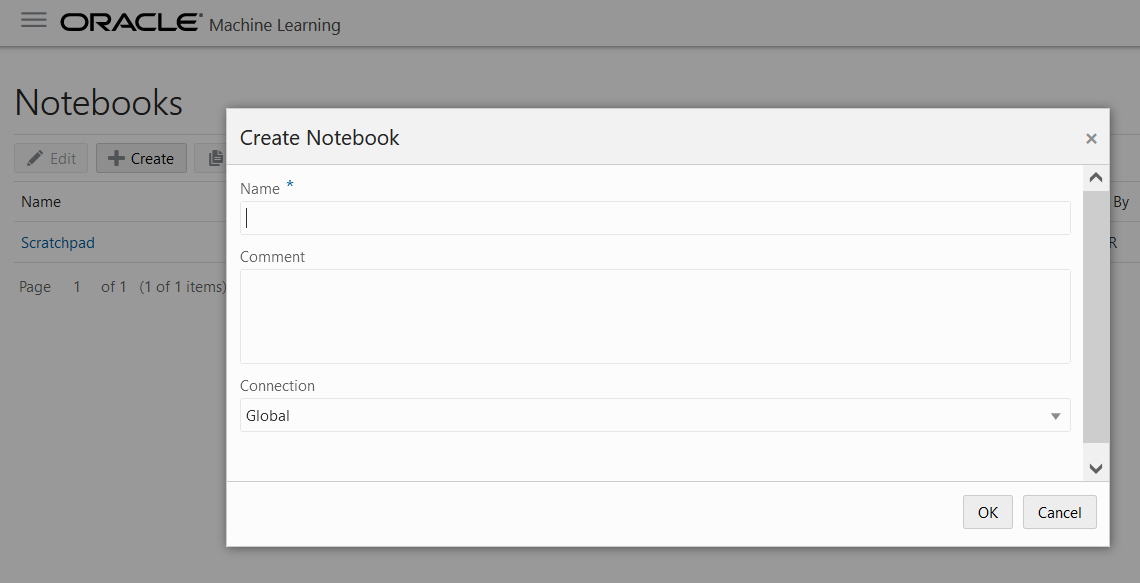 ORACLE Machine Learning
Notebooks
Edit Create
Name
By
Scratchpad
R
Page 1 of 1 (1 of 1 items)
Create Notebook
Name *
Comment
Connection
Global
OK Cancel